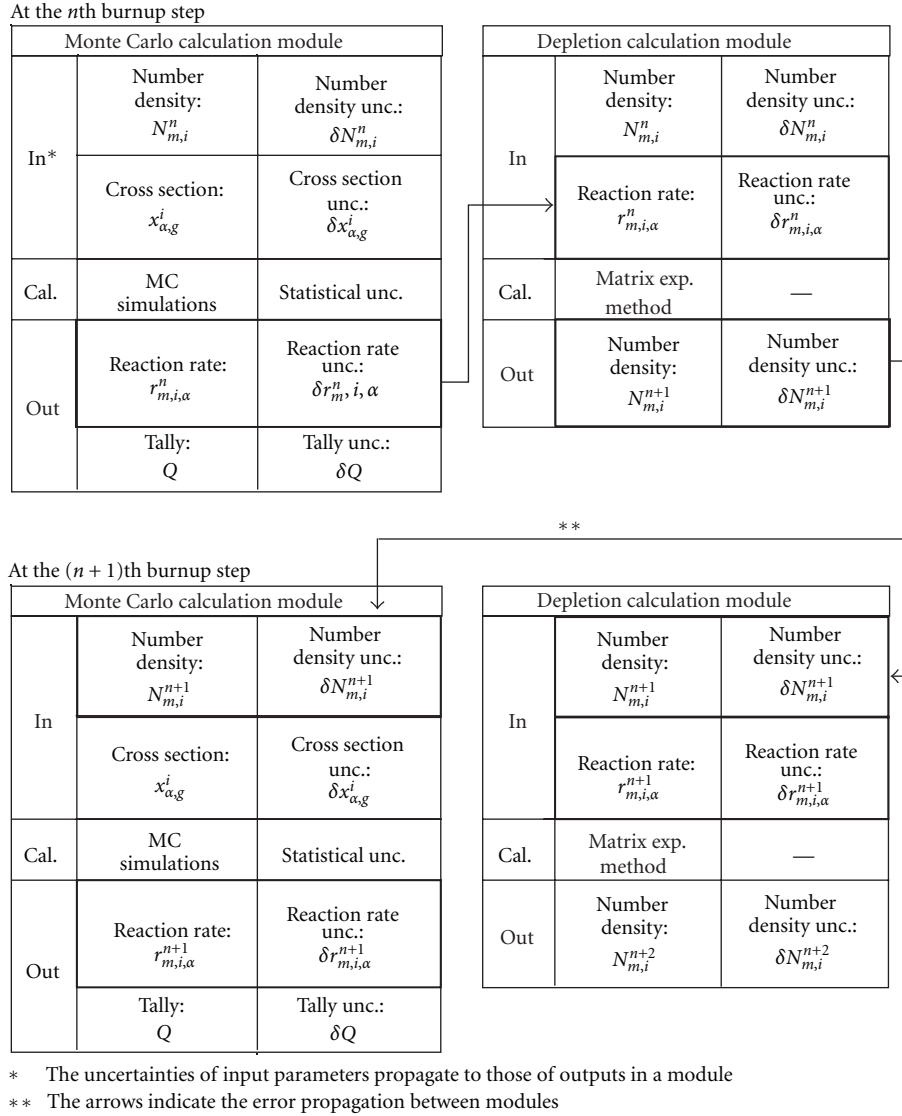 At the nth burnup step
Monte Carlo calculation module
In*
Number
density:
N^n_{m,i}
Number
density unc.:
δN^n_{m,i}
Cross section:
x^i_{α,g}
Cross section
unc.:
δx^i_{α,g}
Cal.
MC
simulations
Statistical unc.
Out
Reaction rate:
r^n_{m,i,α}
Reaction rate
unc.:
δr^n_m, i, α
Tally:
Q
Tally unc.:
δQ
Depletion calculation module
In
Number
density:
N^n_{m,i}
Number
density unc.:
δN^n_{m,i}
Reaction rate:
r^n_{m,i,α}
Reaction rate
unc.:
δr^n_{m,i,α}
Cal.
Matrix exp.
method
—
Out
Number
density:
N^{n+1}_{m,i}
Number
density unc.:
δN^{n+1}_{m,i}
**
At the (n + 1)th burnup step
Monte Carlo calculation module
In
Number
density:
N^{n+1}_{m,i}
Number
density unc.:
δN^{n+1}_{m,i}
Cross section:
x^i_{α,g}
Cross section
unc.:
δx^i_{α,g}
Cal.
MC
simulations
Statistical unc.
Out
Reaction rate:
r^{n+1}_{m,i,α}
Reaction rate
unc.:
δr^{n+1}_{m,i,α}
Tally:
Q
Tally unc.:
δQ
Depletion calculation module
In
Number
density:
N^{n+1}_{m,i}
Number
density unc.:
δN^{n+1}_{m,i}
Reaction rate:
r^{n+1}_{m,i,α}
Reaction rate
unc.:
δr^{n+1}_{m,i,α}
Cal.
Matrix exp.
method
—
Out
Number
density:
N^{n+2}_{m,i}
Number
density unc.:
δN^{n+2}_{m,i}
* The uncertainties of input parameters propagate to those of outputs in a module
** The arrows indicate the error propagation between modules